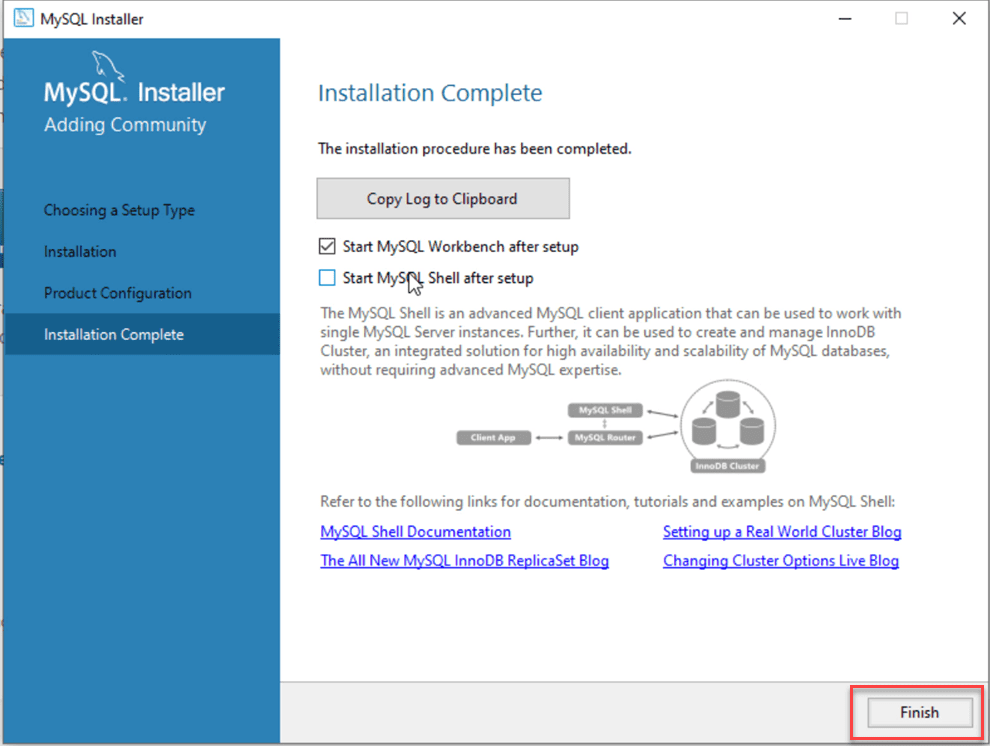 MySQL Installer
MySQL. Installer
Adding Community
Choosing a Setup Type
Installation
Product Configuration
Installation Complete
Installation Complete
The installation procedure has been completed.
Copy Log to Clipboard
Start MySQL Workbench after setup
Start MySQL Shell after setup
The MySQL Shell is an advanced MySQL client application that can be used to work with
single MySQL Server instances. Further, it can be used to create and manage InnoDB
Cluster, an integrated solution for high availability and scalability of MySQL databases,
without requiring advanced MySQL expertise.
MySQL Shell
Client App
MySQL Router
InnoDB Cluster
Refer to the following links for documentation, tutorials and examples on MySQL Shell:
MySQL Shell Documentation
Setting up a Real World Cluster Blog
The All New MySQL InnoDB ReplicaSet Blog
Changing Cluster Options Live Blog
Finish